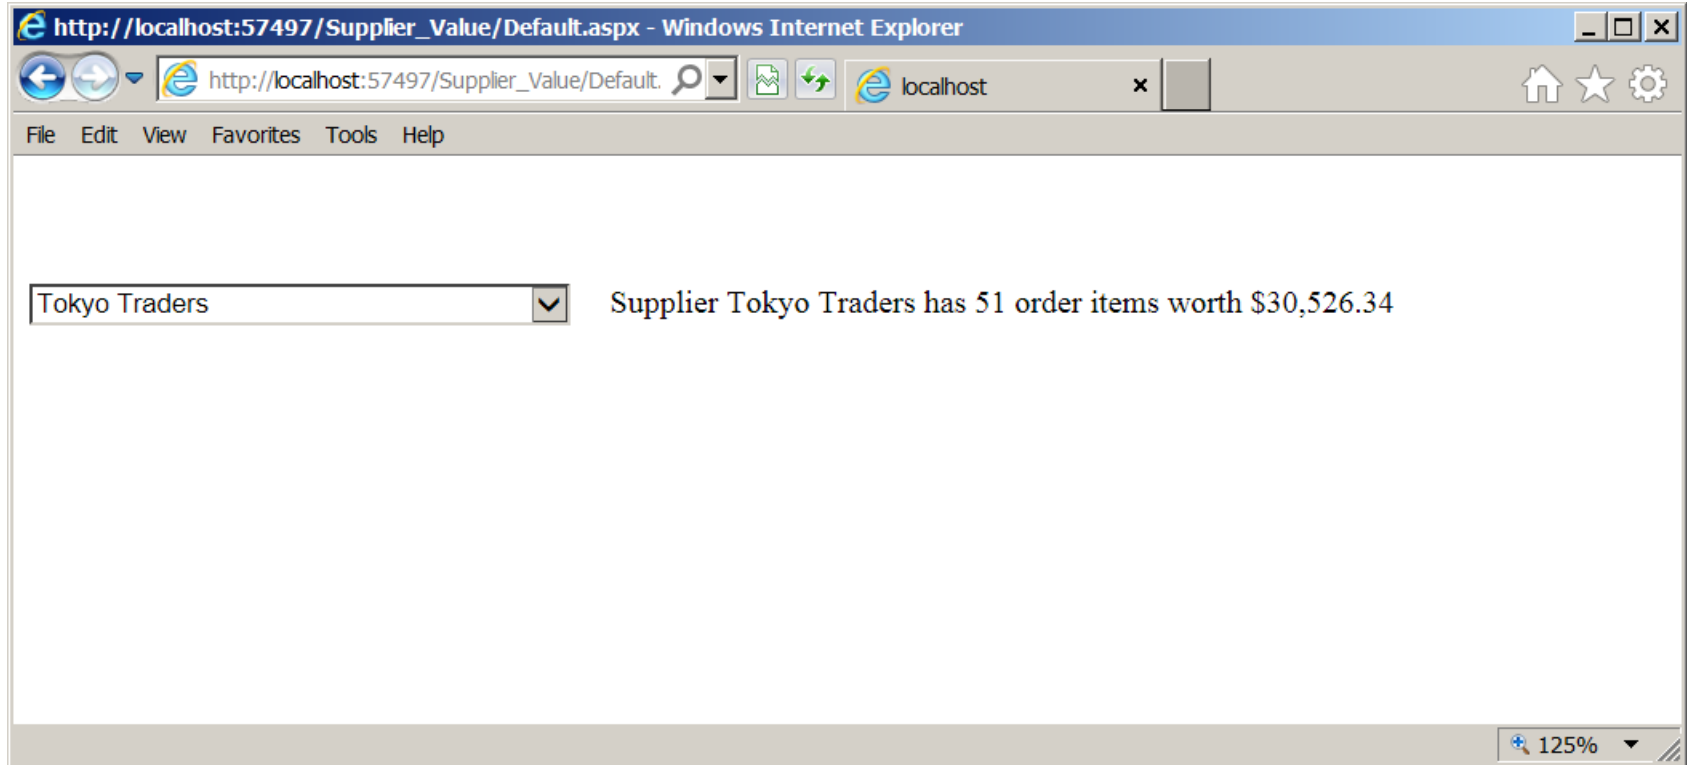 http://localhost:57497/Supplier_Value/Default.aspx - Windows Internet Explorer
http://localhost:57497/Supplier_Value/Default. localhost
File Edit View Favorites Tools Help
Tokyo Traders Supplier Tokyo Traders has 51 order items worth $30,526.34
125%